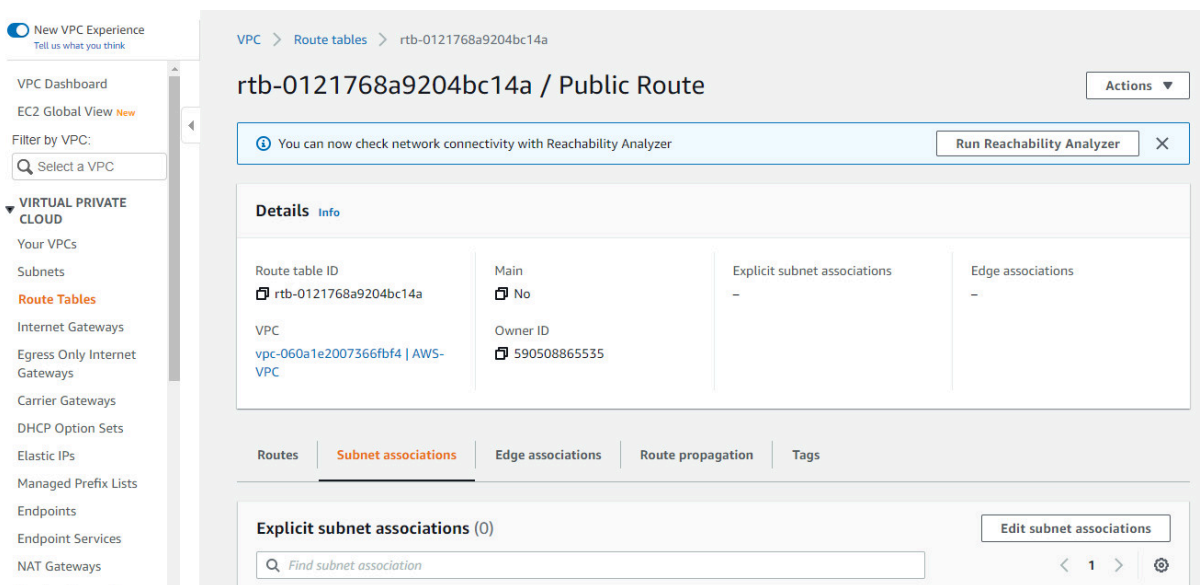 New VPC Experience
Tell us what you think
VPC Dashboard
EC2 Global View New
Filter by VPC:
Select a VPC
VIRTUAL PRIVATE
CLOUD
Your VPCs
Subnets
Route Tables
Internet Gateways
Egress Only Internet
Gateways
Carrier Gateways
DHCP Option Sets
Elastic IPs
Managed Prefix Lists
Endpoints
Endpoint Services
NAT Gateways
VPC > Route tables > rtb-0121768a9204bc14a
rtb-0121768a9204bc14a / Public Route
Actions
You can now check network connectivity with Reachability Analyzer
Run Reachability Analyzer
Details Info
Route table ID
rtb-0121768a9204bc14a
Main
No
Explicit subnet associations
–
Edge associations
–
VPC
vpc-060a1e2007366fbf4 | AWS-
VPC
Owner ID
590508865535
Routes
Subnet associations
Edge associations
Route propagation
Tags
Explicit subnet associations (0)
Edit subnet associations
Find subnet association
< 1 >